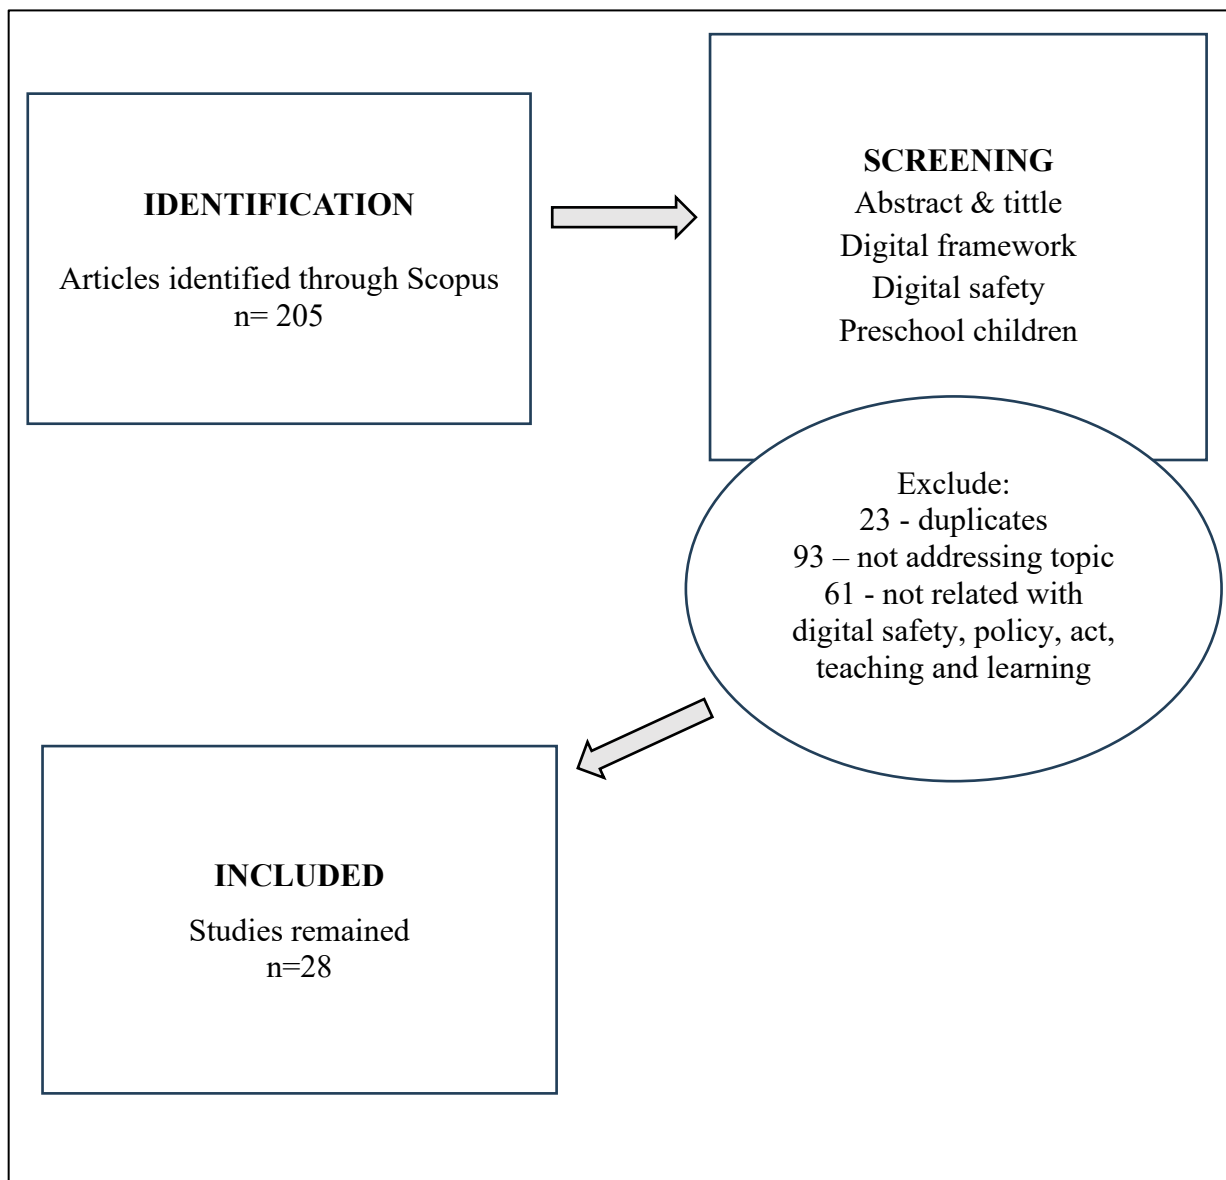 IDENTIFICATION
Articles identified through Scopus
n= 205
SCREENING
Abstract & tittle
Digital framework
Digital safety
Preschool children
Exclude:
23 - duplicates
93 – not addressing topic
61 - not related with
digital safety, policy, act,
teaching and learning
INCLUDED
Studies remained
n=28